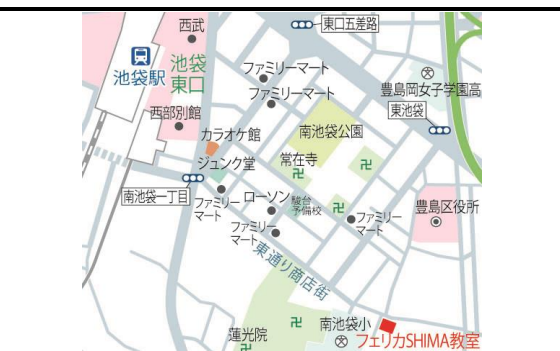 西武
東口五差路
池袋駅
池袋
東口
ファミリーマート
ファミリーマート
豊島岡女子学園高
東池袋
西部別館
カラオケ館
南池袋公園
ジュンク堂
常在寺
南池袋一丁目
ファミリー
マート
ローソン
駿台
予備校
ファミリー
マート
豊島区役所
ファミリー
マート
東通り商店街
蓮光院
南池袋小
フェリカSHIMA教室